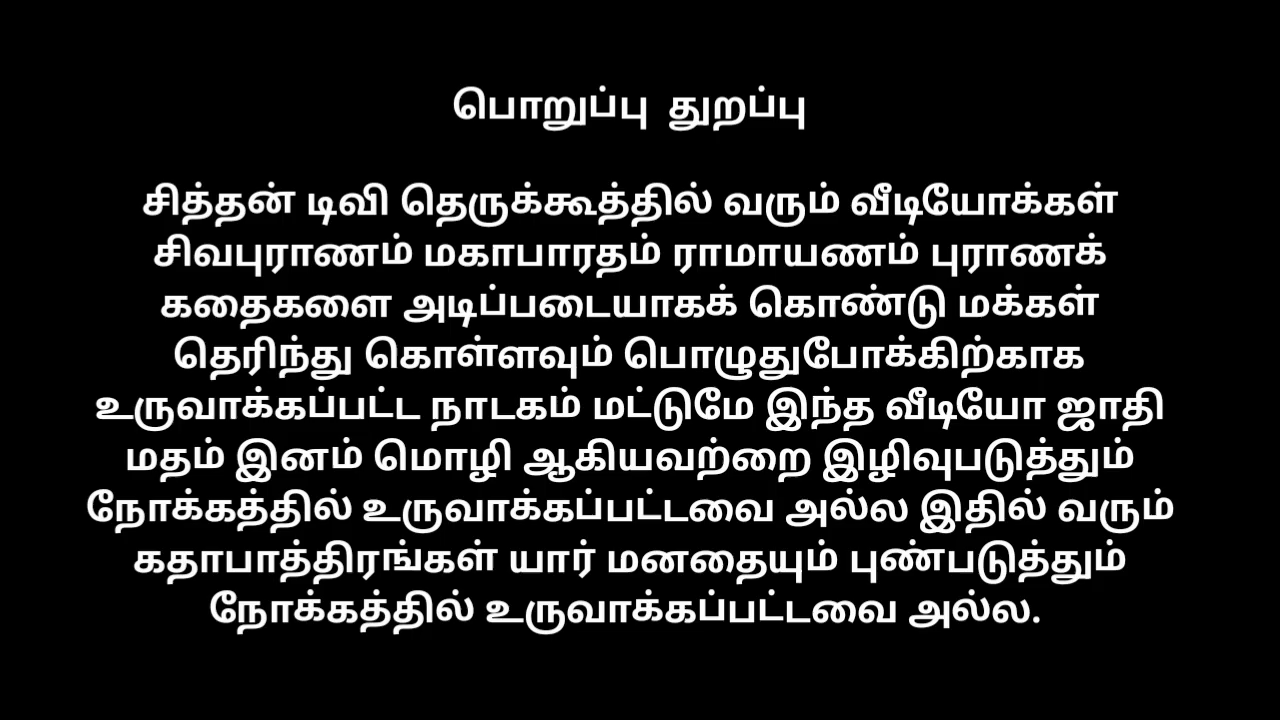 பொறுப்பு துறப்பு
சித்தன் டிவி தெருக்கூத்தில் வரும் வீடியோக்கள்
சிவபுராணம் மகாபாரதம் ராமாயணம் புராணக்
கதைகளை அடிப்படையாகக் கொண்டு மக்கள்
தெரிந்து கொள்ளவும் பொழுதுபோக்கிற்காக
உருவாக்கப்பட்ட நாடகம் மட்டுமே இந்த வீடியோ ஜாதி
மதம் இனம் மொழி ஆகியவற்றை இழிவுபடுத்தும்
நோக்கத்தில் உருவாக்கப்பட்டவை அல்ல இதில் வரும்
கதாபாத்திரங்கள் யார் மனதையும் புண்படுத்தும்
நோக்கத்தில் உருவாக்கப்பட்டவை அல்ல.